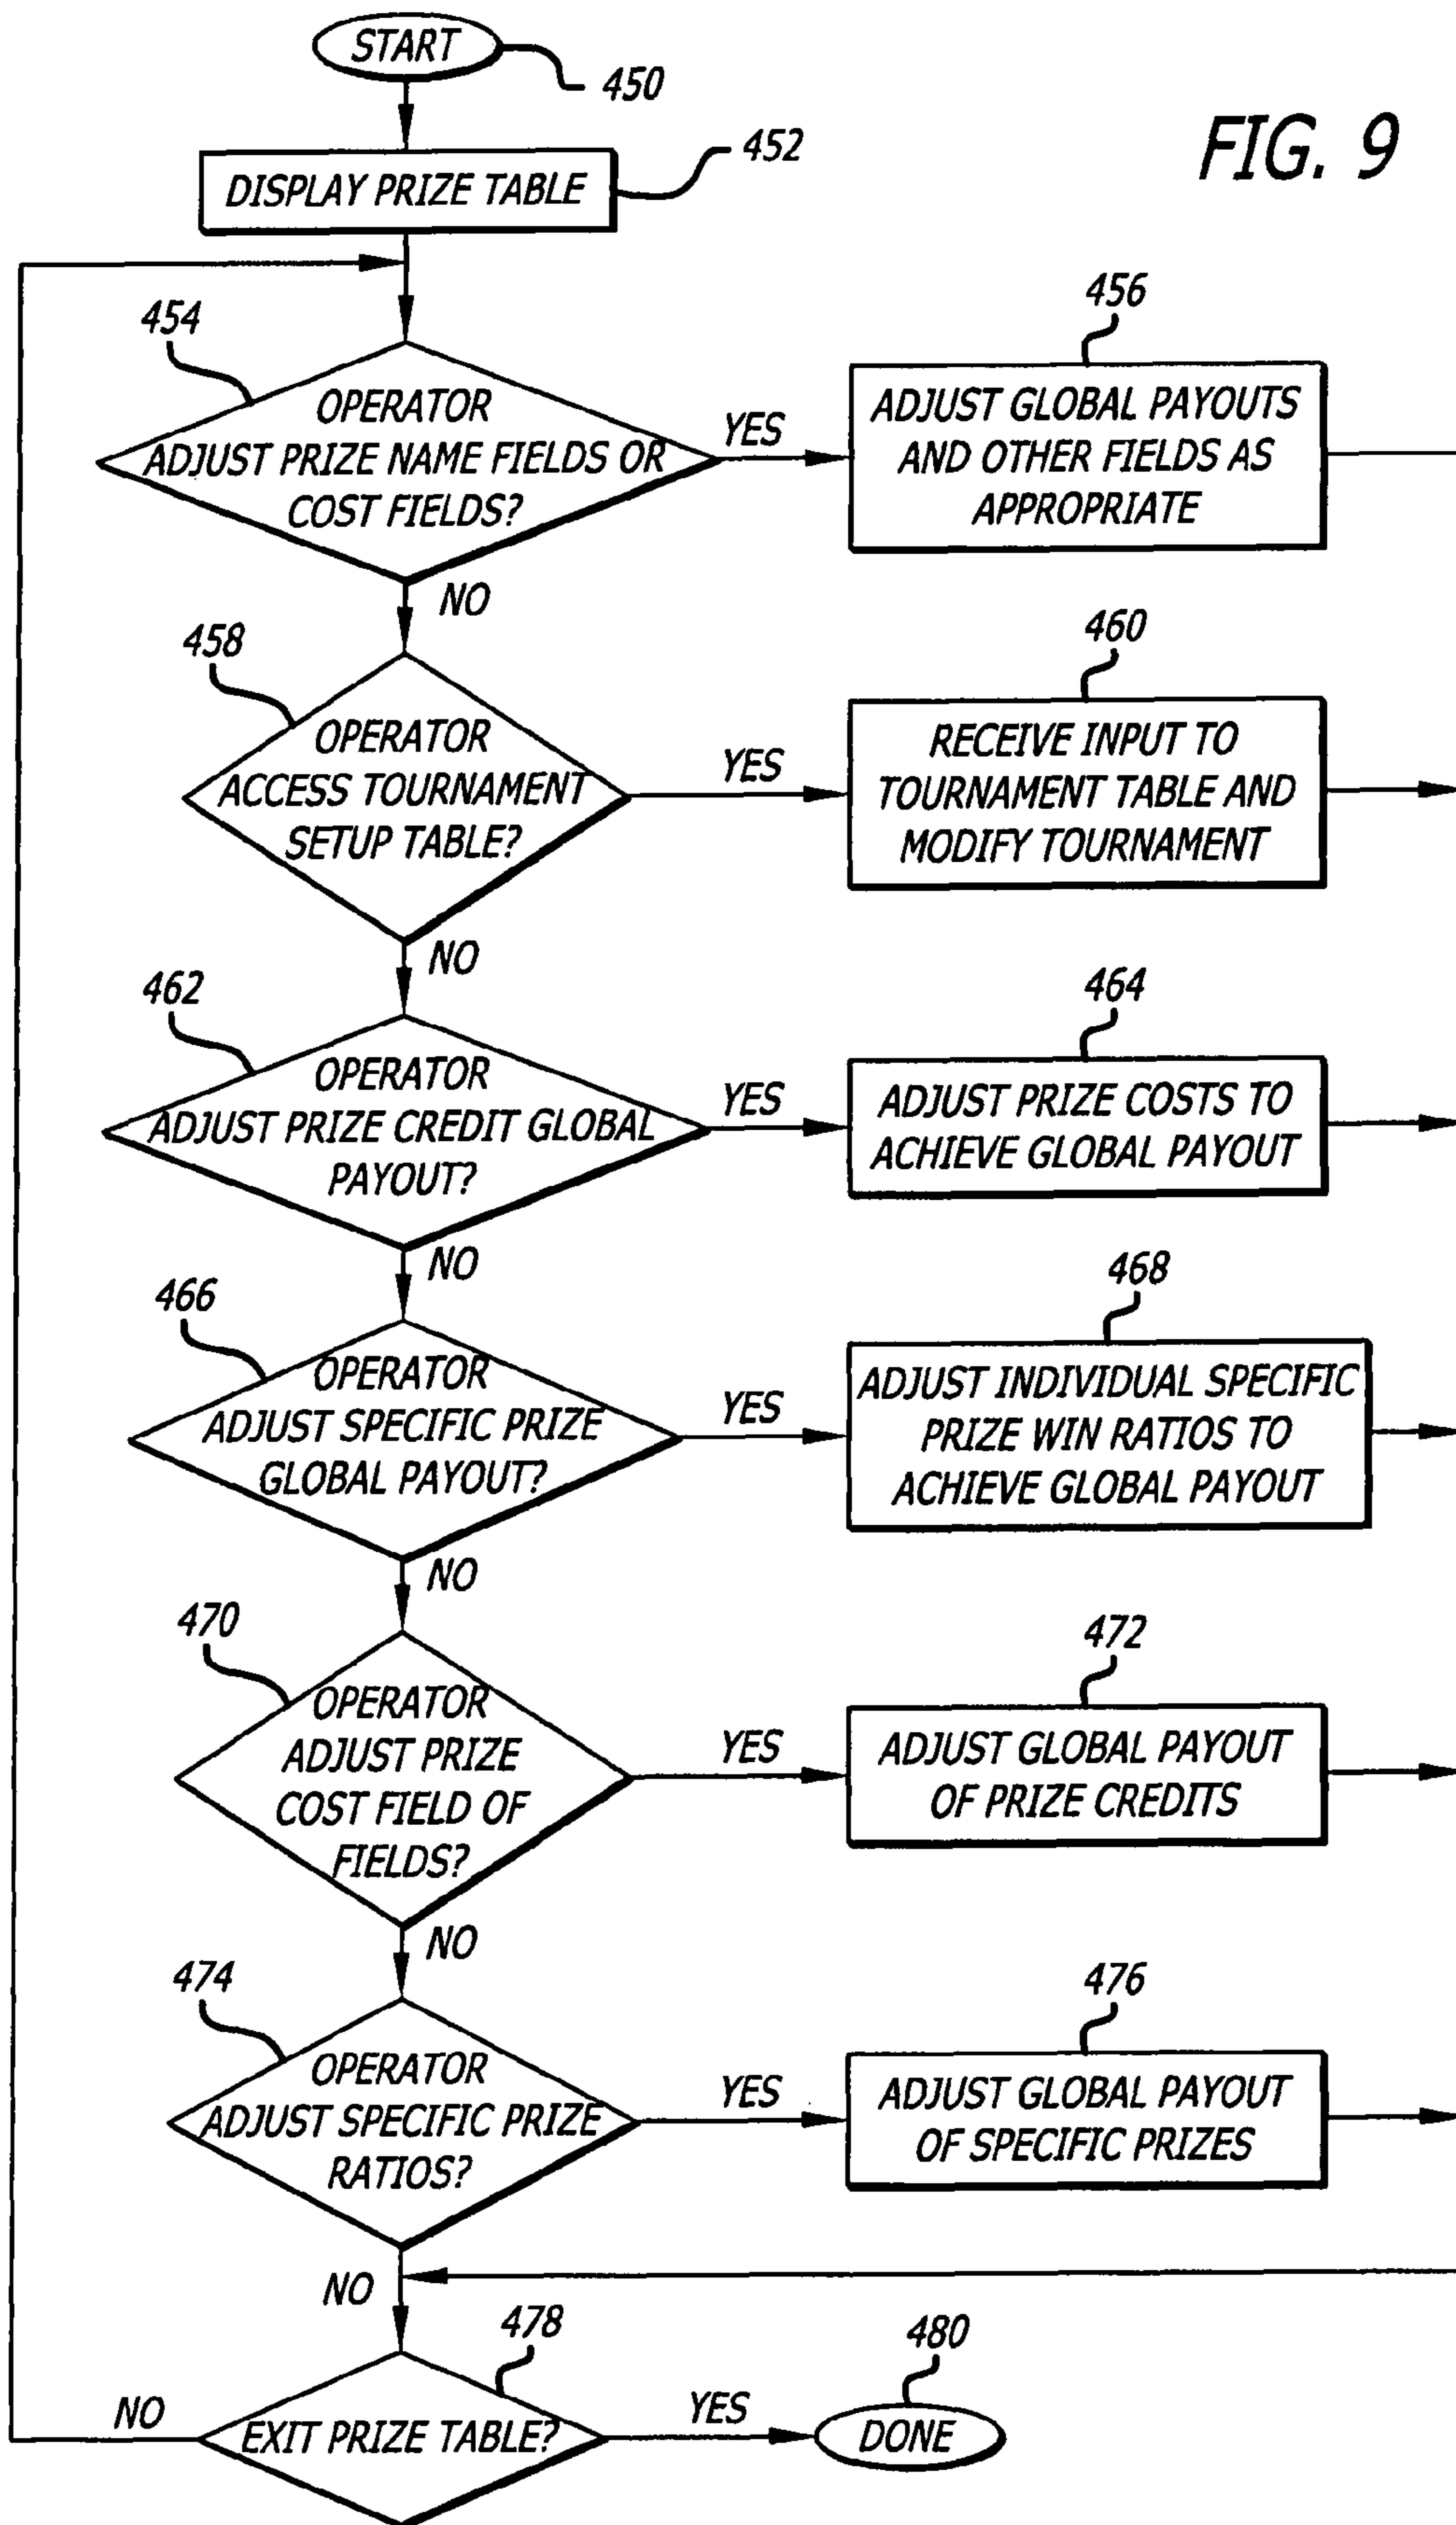 START
450
FIG. 9
452
DISPLAY PRIZE TABLE
454
456
OPERATOR
ADJUST PRIZE NAME FIELDS OR
COST FIELDS?
YES
ADJUST GLOBAL PAYOUTS
AND OTHER FIELDS AS
APPROPRIATE
NO
458
460
OPERATOR
ACCESS TOURNAMENT
SETUP TABLE?
YES
RECEIVE INPUT TO
TOURNAMENT TABLE AND
MODIFY TOURNAMENT
NO
462
464
OPERATOR
ADJUST PRIZE CREDIT GLOBAL
PAYOUT?
YES
ADJUST PRIZE COSTS TO
ACHIEVE GLOBAL PAYOUT
NO
466
468
OPERATOR
ADJUST SPECIFIC PRIZE
GLOBAL PAYOUT?
YES
ADJUST INDIVIDUAL SPECIFIC
PRIZE WIN RATIOS TO
ACHIEVE GLOBAL PAYOUT
NO
470
472
OPERATOR
ADJUST PRIZE
COST FIELD OF
FIELDS?
YES
ADJUST GLOBAL PAYOUT
OF PRIZE CREDITS
NO
474
476
OPERATOR
ADJUST SPECIFIC PRIZE
RATIOS?
YES
ADJUST GLOBAL PAYOUT
OF SPECIFIC PRIZES
NO
478
480
NO
EXIT PRIZE TABLE?
YES
DONE